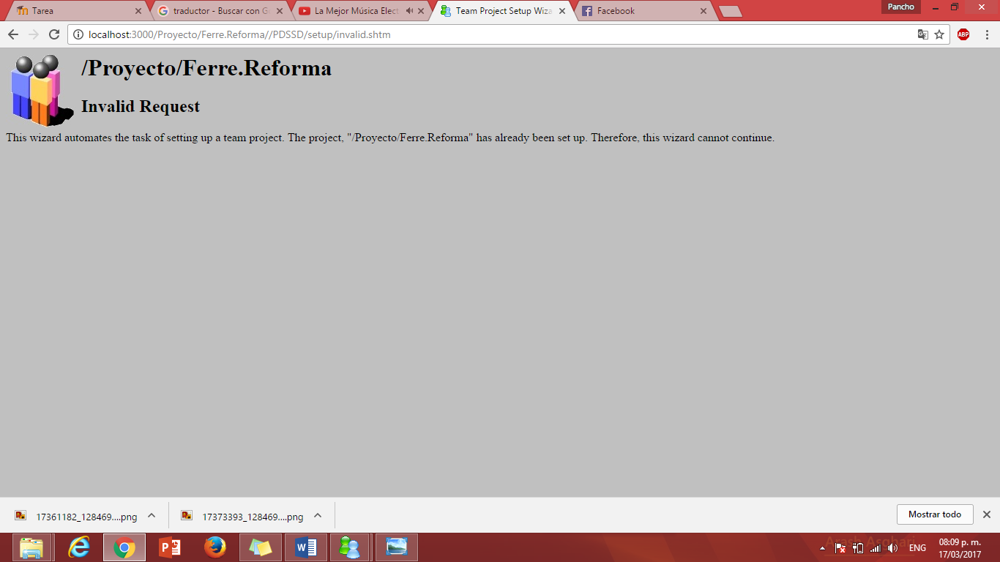 Tarea
traductor - Buscar con G
La Mejor Música Elect
Team Project Setup Wiza
Facebook
Pancho
localhost:3000/Proyecto/Ferre.Reforma//PDSSD/setup/invalid.shtm
ABP
/Proyecto/Ferre.Reforma
Invalid Request
This wizard automates the task of setting up a team project. The project, "/Proyecto/Ferre.Reforma" has already been set up. Therefore, this wizard cannot continue.
17361182_128469....png
17373393_128469....png
Mostrar todo
Arash Asghari
ENG
08:09 p. m.
17/03/2017